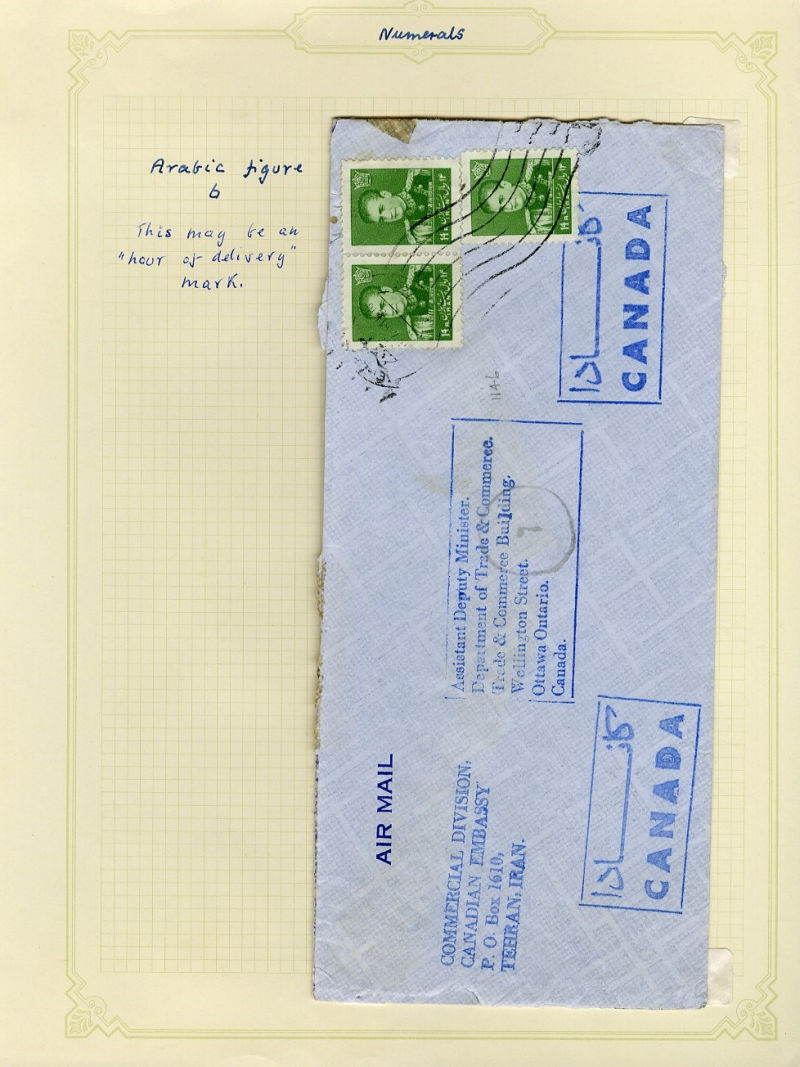 Numerals
Arabic figure
6
This may be an
"hour of delivery"
mark.
AIR MAIL
COMMERCIAL DIVISION,
CANADIAN EMBASSY
P. O. Box 1610,
TEHRAN, IRAN.
Assistant Deputy Minister.
Department of Trade & Commerce.
Trade & Commerce Building.
Wellington Street.
Ottawa Ontario.
Canada.
کانادا
CANADA
کانادا
CANADA